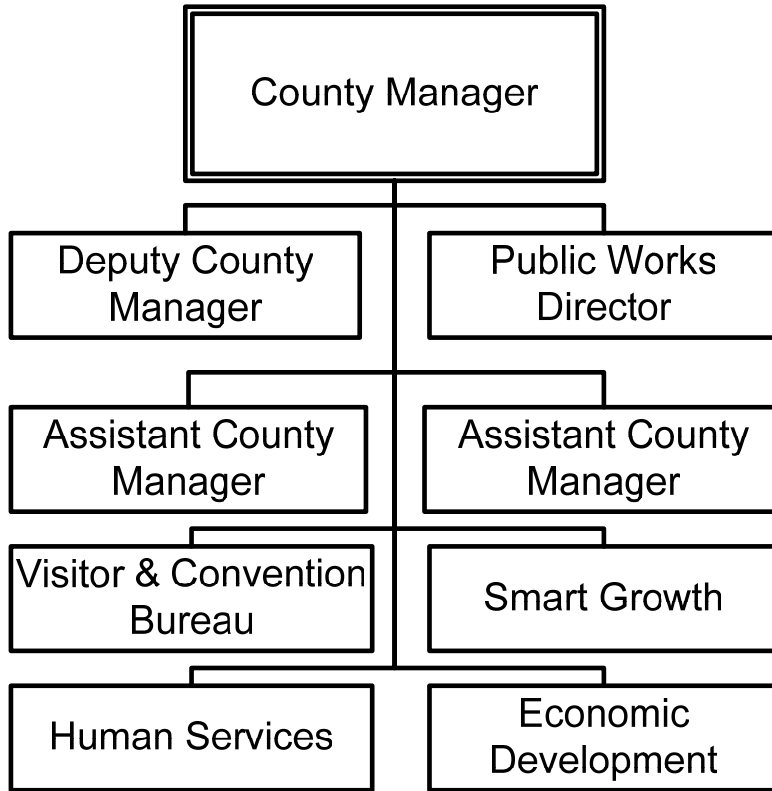 County Manager
Deputy County
Manager
Public Works
Director
Assistant County
Manager
Assistant County
Manager
Visitor & Convention
Bureau
Smart Growth
Human Services
Economic
Development